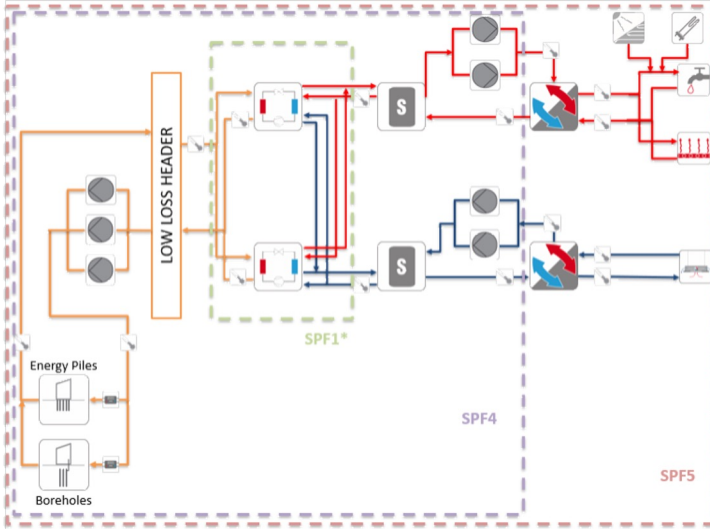 LOW LOSS HEADER
S
S
SPF1*
Energy Piles
SPF4
SPF5
Boreholes